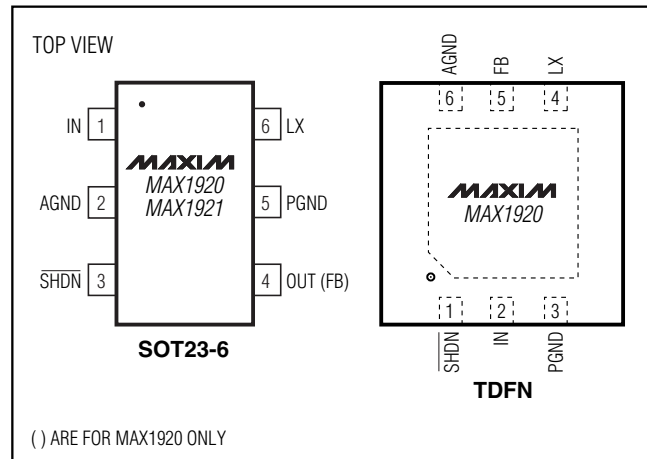 TOP VIEW
IN 1
AGND 2
SHDN 3
MAXIM
MAX1920
MAX1921
6 LX
5 PGND
4 OUT (FB)
SOT23-6
AGND FB LX
6 5 4
MAXIM
MAX1920
1 2 3
SHDN IN PGND
TDFN
( ) ARE FOR MAX1920 ONLY